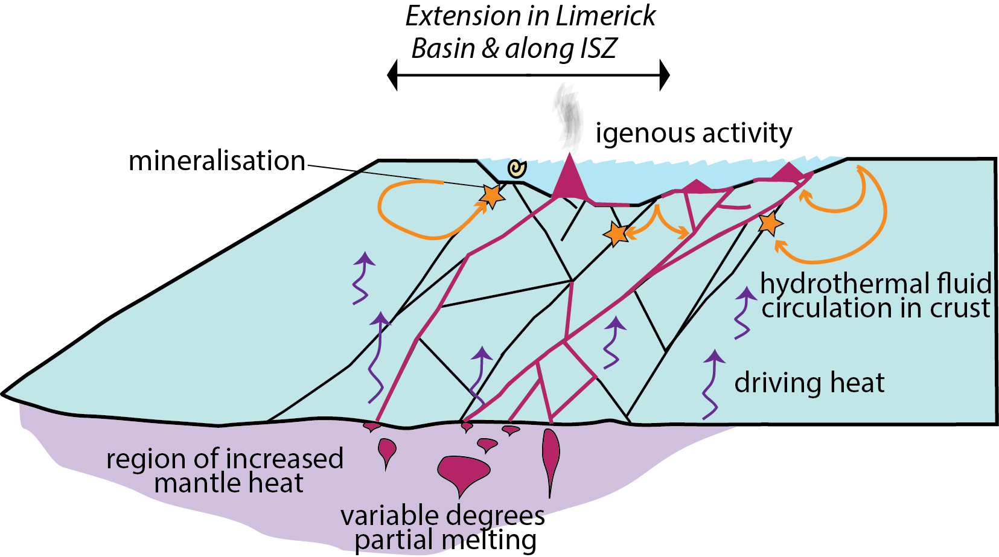 Extension in Limerick
Basin & along ISZ
igenous activity
mineralisation
hydrothermal fluid
circulation in crust
driving heat
region of increased
mantle heat
variable degrees
partial melting